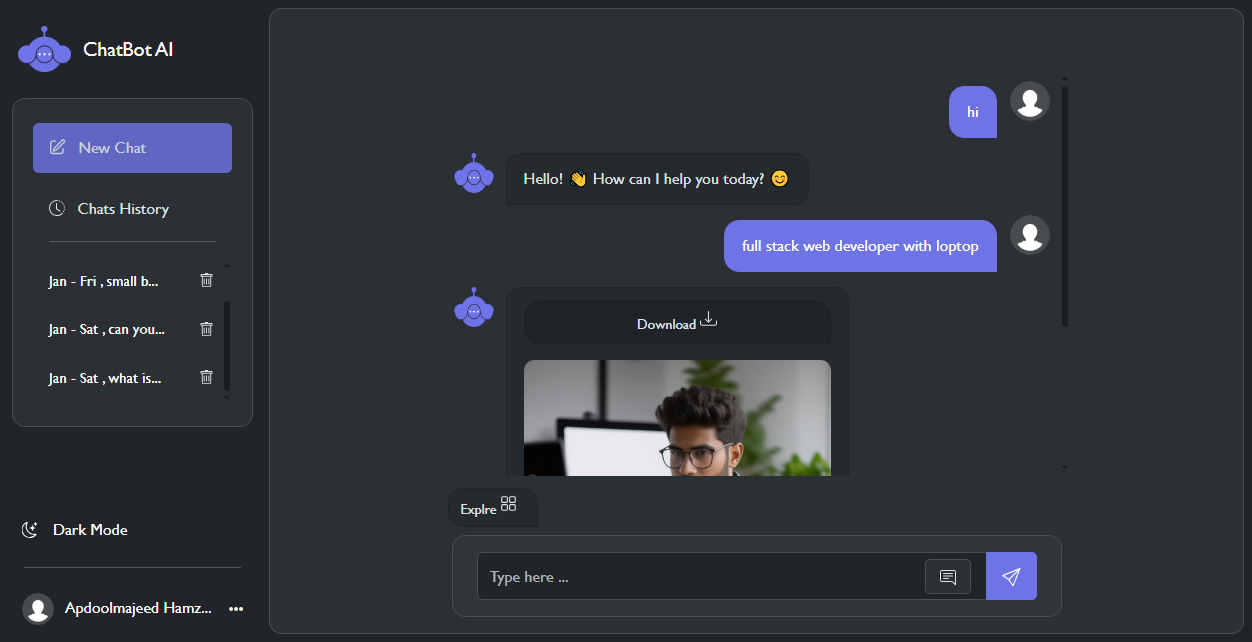 ChatBot AI
New Chat
Chats History
Jan - Fri , small b...
Jan - Sat , can you...
Jan - Sat , what is...
Dark Mode
Apdoolmajeed Hamz...
hi
Hello! 👋 How can I help you today? 😊
full stack web developer with loptop
Download
Explre
Type here ...